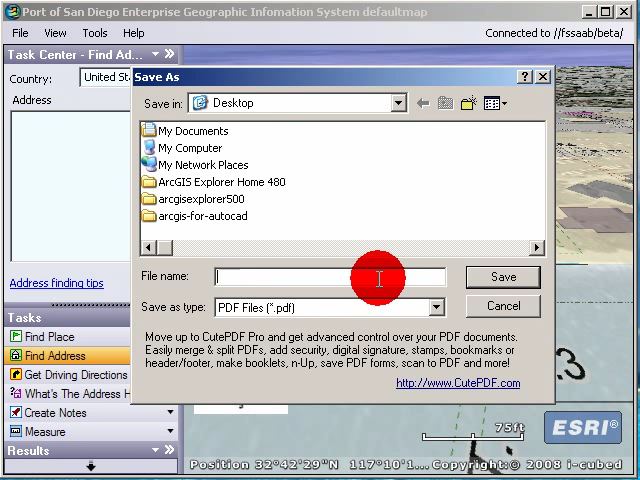 Port of San Diego Enterprise Geographic Infomation System defaultmap
File View Tools Help Connected to //fssaab/beta/
Task Center - Find Ad...
Country: United Sta
Address
Save As
Save in: Desktop
My Documents
My Computer
My Network Places
ArcGIS Explorer Home 480
arcgisexplorer500
arcgis-for-autocad
File name:
Save
Save as type: PDF Files (*.pdf)
Cancel
Move up to CutePDF Pro and get advanced control over your PDF documents.
Easily merge & split PDFs, add security, digital signature, stamps, bookmarks or
header/footer, make booklets, n-Up, save PDF forms, scan to PDF and more!
http://www.CutePDF.com
Address finding tips
Tasks
Find Place
Find Address
Get Driving Directions
What's The Address H
Create Notes
Measure
Results
3
75ft
ESRI
Position 32°42'29"N 117°10'1... Copyright:© 2008 i-cubed